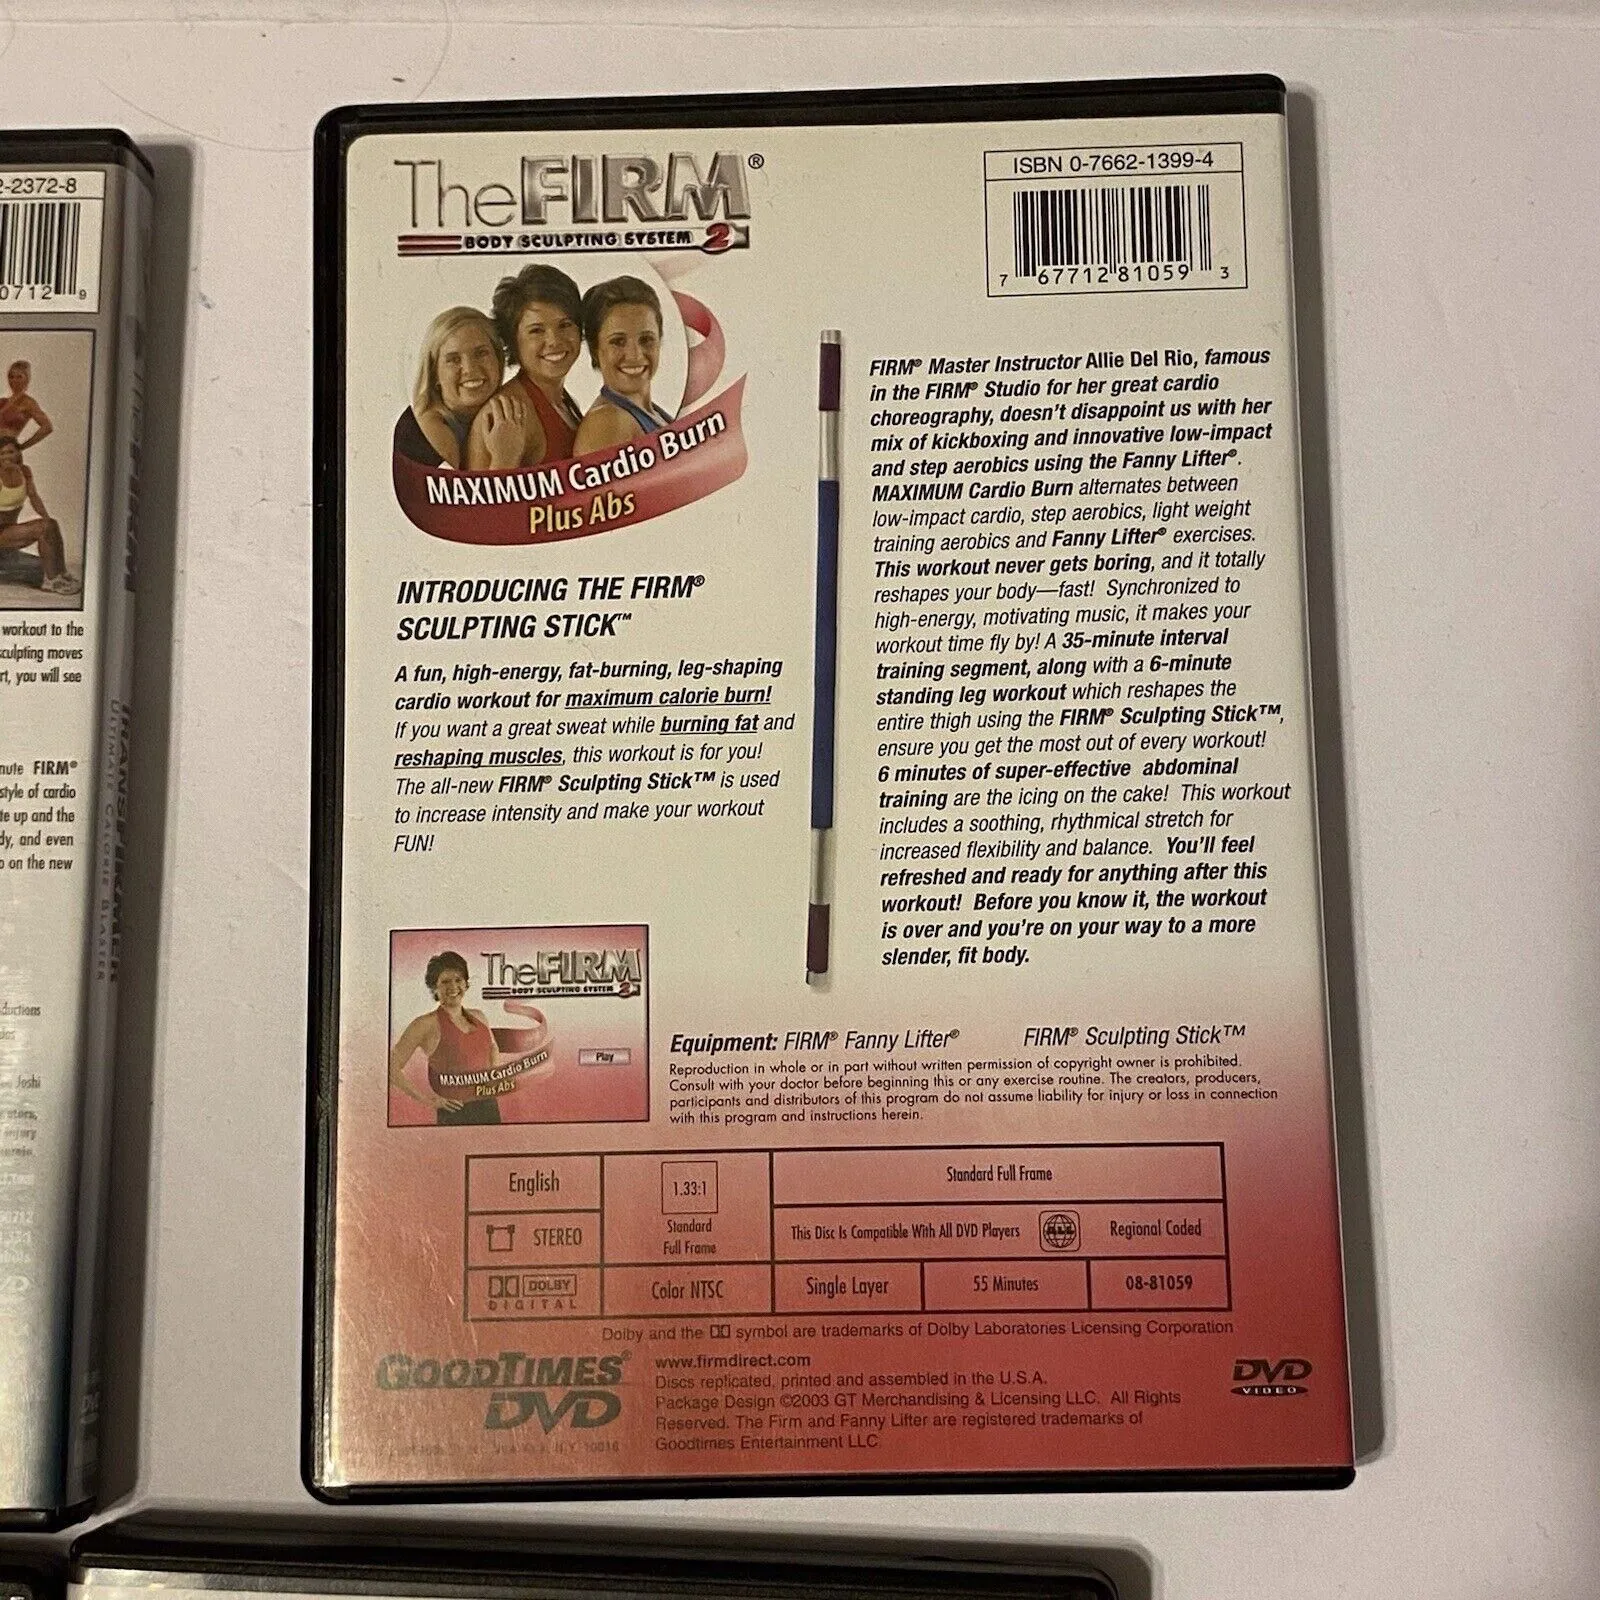 The FIRM®
BODY SCULPTING SYSTEM 2
MAXIMUM Cardio Burn
Plus Abs
INTRODUCING THE FIRM®
SCULPTING STICK™
A fun, high-energy, fat-burning, leg-shaping
cardio workout for maximum calorie burn!
If you want a great sweat while burning fat and
reshaping muscles, this workout is for you!
The all-new FIRM® Sculpting Stick™ is used
to increase intensity and make your workout
FUN!
ISBN 0-7662-1399-4
7 67712 81059 3
FIRM® Master Instructor Allie Del Rio, famous
in the FIRM® Studio for her great cardio
choreography, doesn't disappoint us with her
mix of kickboxing and innovative low-impact
and step aerobics using the Fanny Lifter®.
MAXIMUM Cardio Burn alternates between
low-impact cardio, step aerobics, light weight
training aerobics and Fanny Lifter® exercises.
This workout never gets boring, and it totally
reshapes your body—fast! Synchronized to
high-energy, motivating music, it makes your
workout time fly by! A 35-minute interval
training segment, along with a 6-minute
standing leg workout which reshapes the
entire thigh using the FIRM® Sculpting Stick™,
ensure you get the most out of every workout!
6 minutes of super-effective abdominal
training are the icing on the cake! This workout
includes a soothing, rhythmical stretch for
increased flexibility and balance. You'll feel
refreshed and ready for anything after this
workout! Before you know it, the workout
is over and you're on your way to a more
slender, fit body.
The FIRM
BODY SCULPTING SYSTEM 2
MAXIMUM Cardio Burn
Plus Abs
Play
Equipment: FIRM® Fanny Lifter® FIRM® Sculpting Stick™
Reproduction in whole or in part without written permission of copyright owner is prohibited.
Consult with your doctor before beginning this or any exercise routine. The creators, producers,
participants and distributors of this program do not assume liability for injury or loss in connection
with this program and instructions herein.
English
STEREO
DOLBY
DIGITAL
1.33:1
Standard
Full Frame
Color NTSC
Standard Full Frame
This Disc Is Compatible With All DVD Players ALL Regional Coded
Single Layer 55 Minutes 08-81059
Dolby and the DD symbol are trademarks of Dolby Laboratories Licensing Corporation
GOODTIMES®
DVD
www.firmdirect.com
Discs replicated, printed and assembled in the U.S.A.
Package Design ©2003 GT Merchandising & Licensing LLC. All Rights
Reserved. The Firm and Fanny Lifter are registered trademarks of
Goodtimes Entertainment LLC
DVD
VIDEO
2-2372-8
0712 9
workout to the
sculpting moves
you will see
FIRM®
style of cardio
up and the
and even
on the new
Joshi
TRANSFORMER
ULTIMATE CALORIE BLASTER